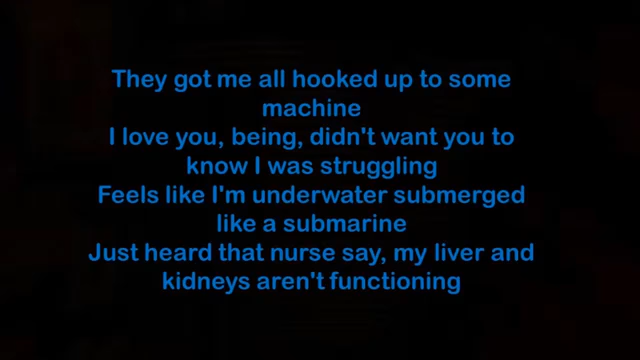 They got me all hooked up to some
machine
I love you, being, didn't want you to
know I was struggling
Feels like I'm underwater submerged
like a submarine
Just heard that nurse say, my liver and
kidneys aren't functioning